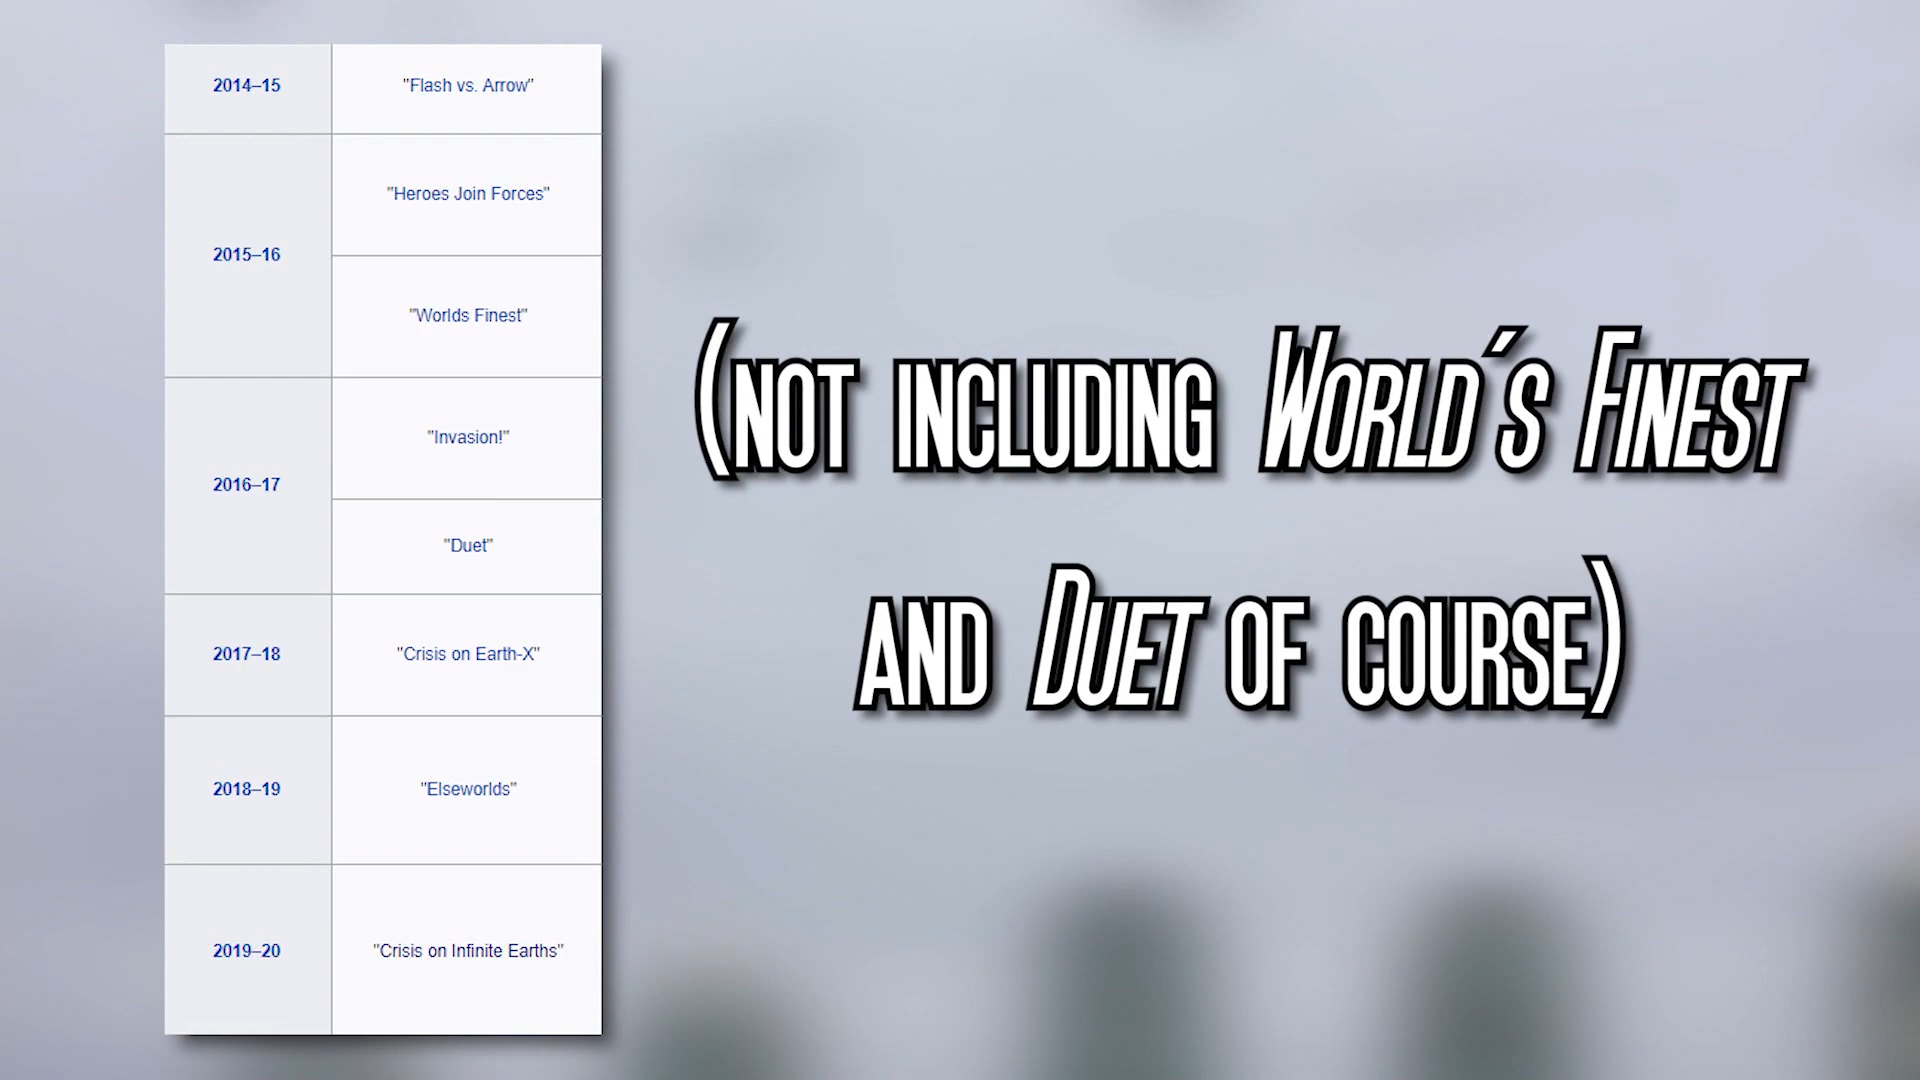 2014–15
"Flash vs. Arrow"
2015–16
"Heroes Join Forces"
"Worlds Finest"
2016–17
"Invasion!"
"Duet"
2017–18
"Crisis on Earth-X"
2018–19
"Elseworlds"
2019–20
"Crisis on Infinite Earths"
(NOT INCLUDING WORLD´S FINEST
AND DUET OF COURSE)